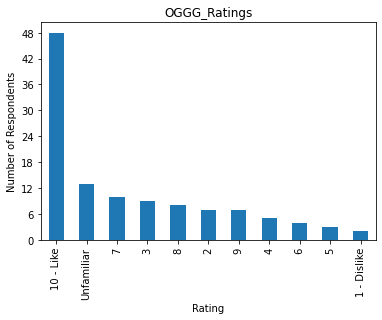 OGGG_Ratings
Number of Respondents
48
42
36
30
24
18
12
6
0
10 - Like
Unfamiliar
7
3
8
2
9
4
6
5
1 - Dislike
Rating